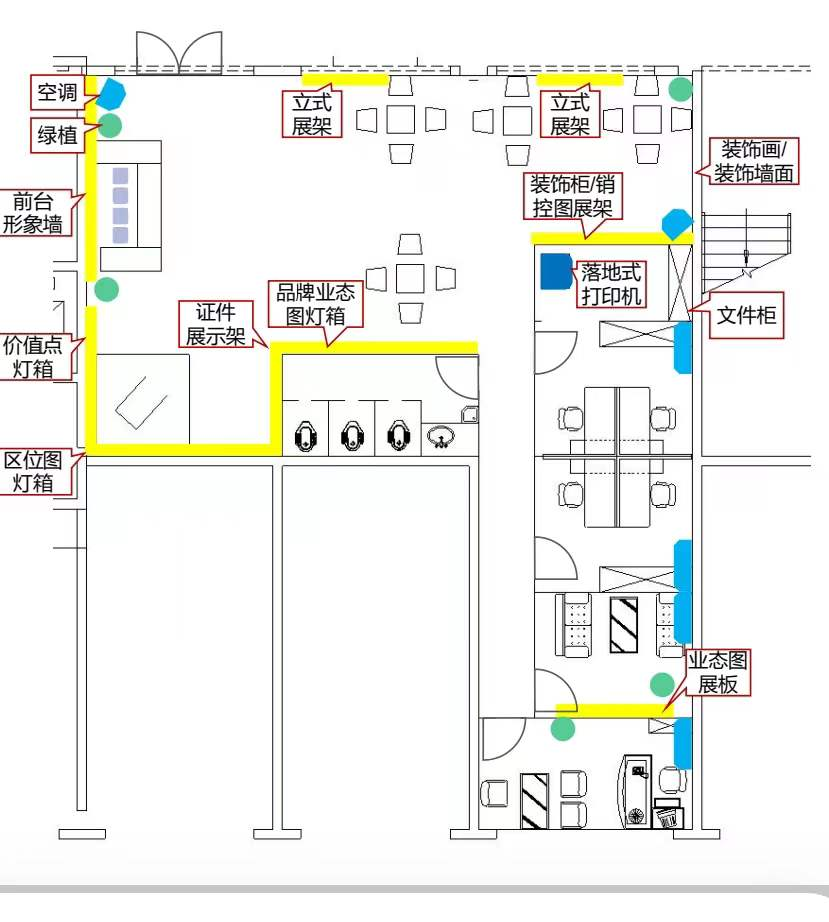 空调
绿植
前台
形象墙
立式
展架
立式
展架
装饰画/
装饰墙面
装饰柜/销
控图展架
落地式
打印机
文件柜
品牌业态
图灯箱
证件
展示架
价值点
灯箱
区位图
灯箱
业态图
展板